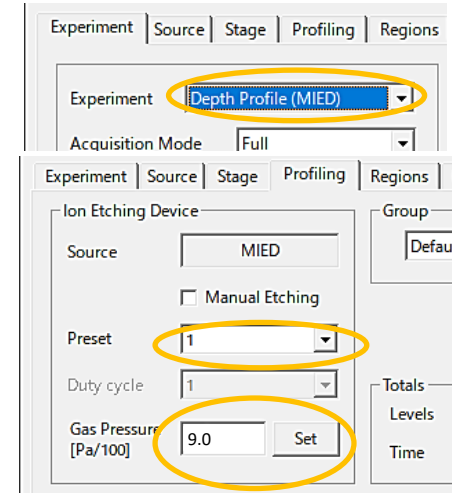 Experiment Source Stage Profiling Regions
Experiment Depth Profile (MIED)
Acquisition Mode Full
Experiment Source Stage Profiling Regions
Ion Etching Device Group
Source MIED Defau
Manual Etching
Preset 1
Duty cycle 1 Totals
Levels
Gas Pressure
[Pa/100] 9.0 Set
Time